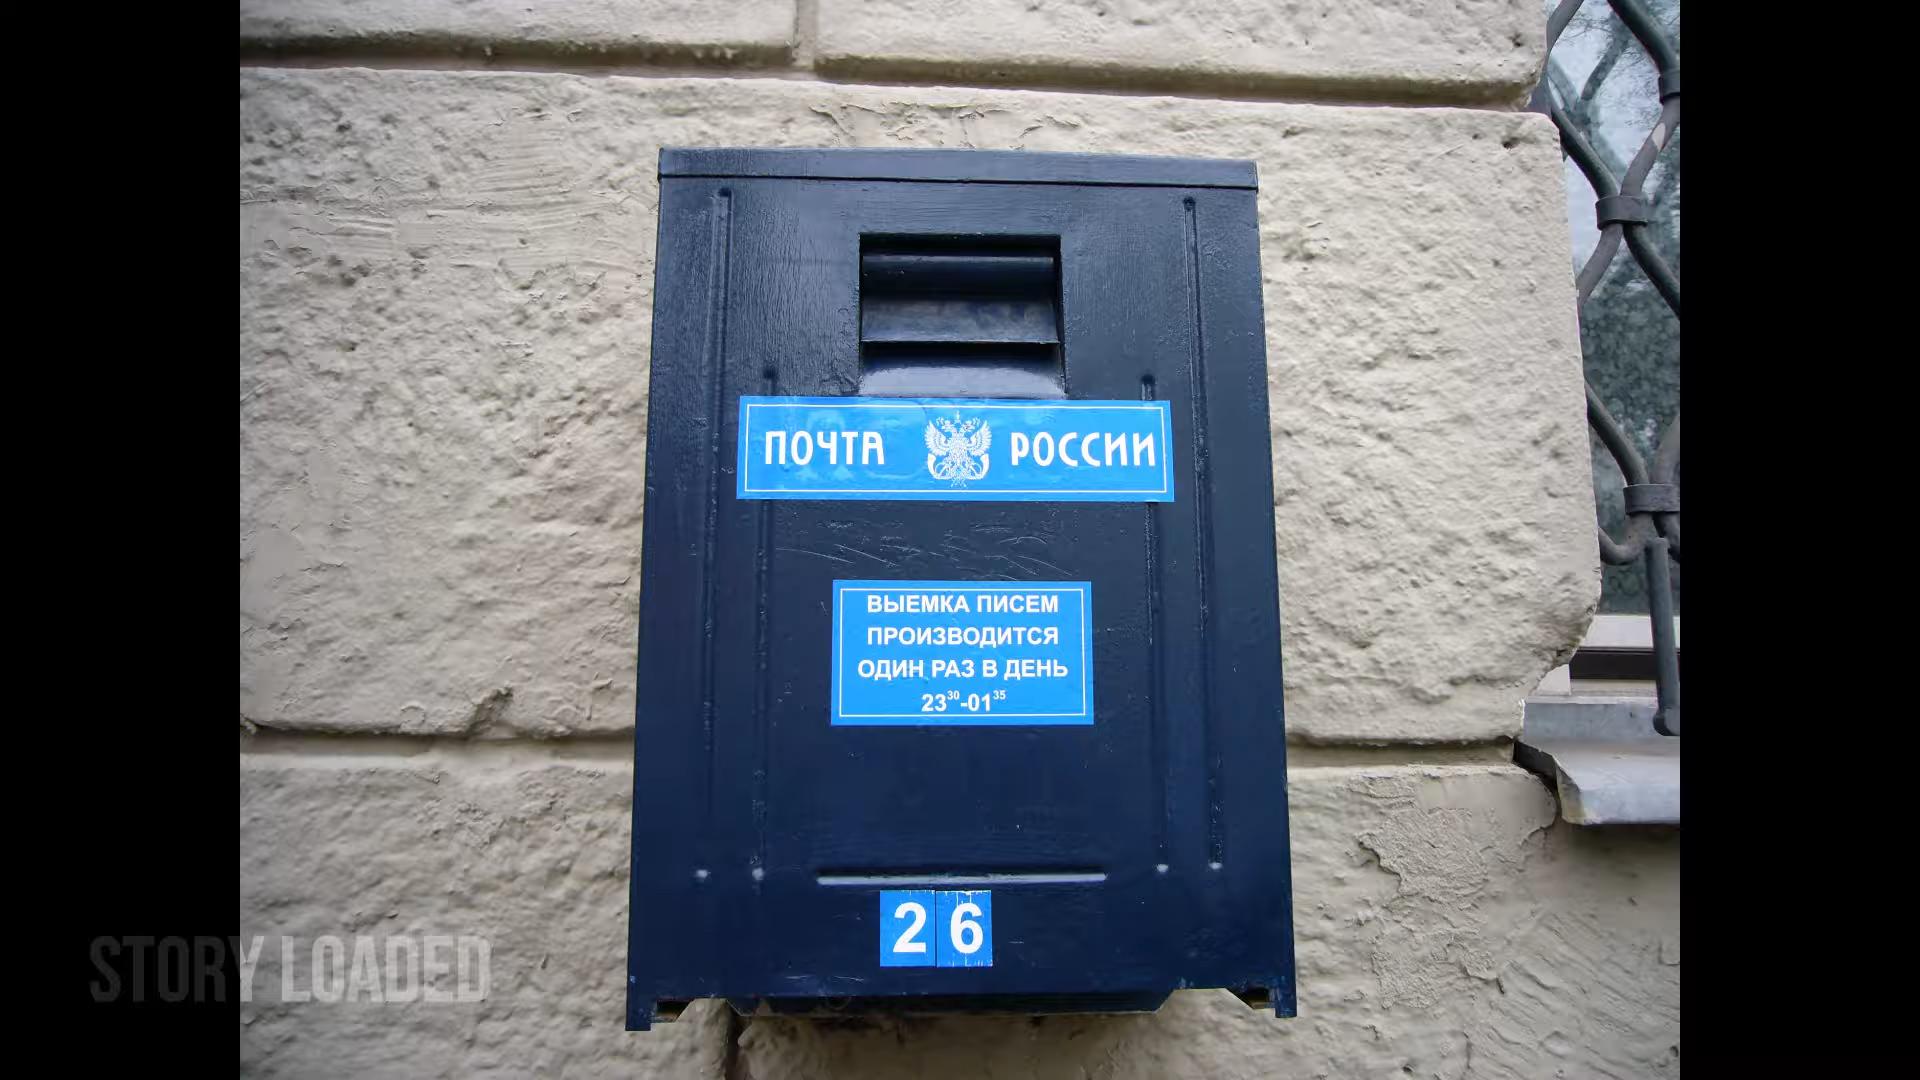 ПОЧТА РОССИИ
ВЫЕМКА ПИСЕМ
ПРОИЗВОДИТСЯ
ОДИН РАЗ В ДЕНЬ
23³⁰-01³⁵
26
STORY LOADED